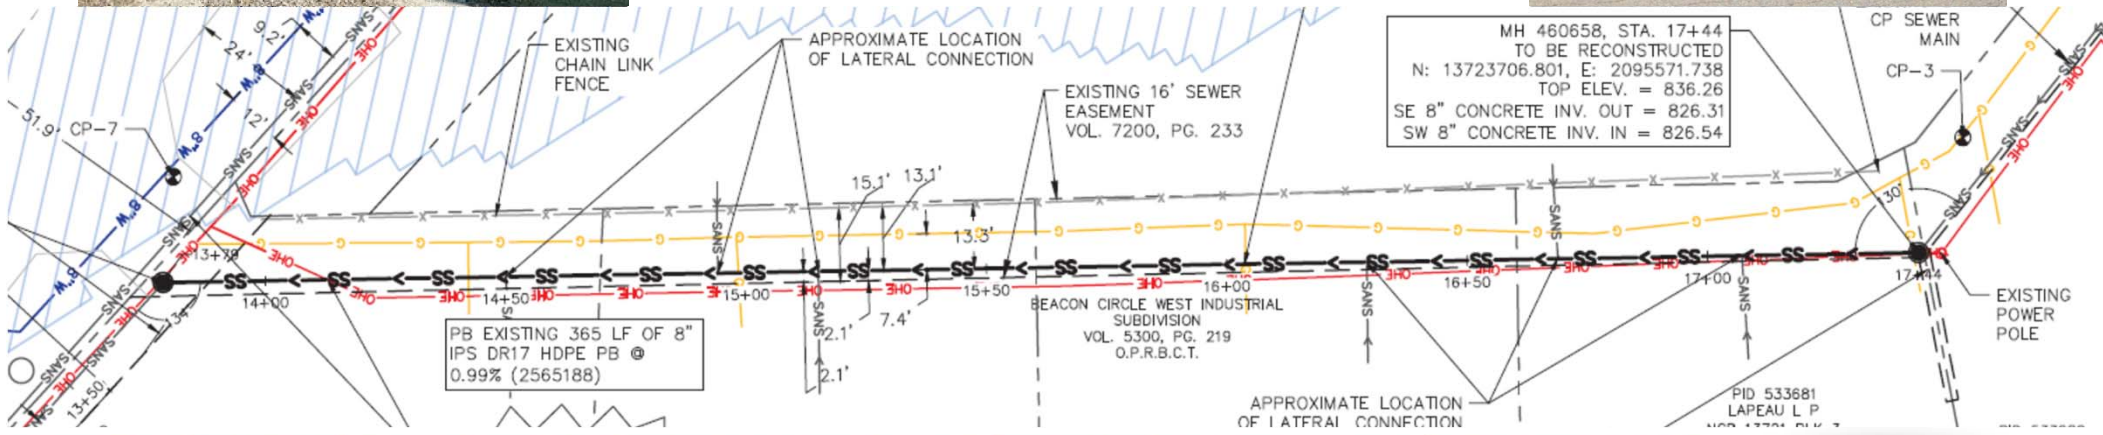 9.2'
8"W
SANS
OHE
24'
12'
51.9'
CP-7
EXISTING
CHAIN LINK
FENCE
APPROXIMATE LOCATION
OF LATERAL CONNECTION
EXISTING 16' SEWER
EASEMENT
VOL. 7200, PG. 233
MH 460658, STA. 17+44
TO BE RECONSTRUCTED
N: 13723706.801, E: 2095571.738
TOP ELEV. = 836.26
SE 8" CONCRETE INV. OUT = 826.31
SW 8" CONCRETE INV. IN = 826.54
CP SEWER
MAIN
CP-3
15.1'
13.1'
13.3'
130°
13+79
14+00
14+50
15+00
15+50
16+00
16+50
17+00
17+44
SS
G
X
2.1'
7.4'
2.1'
PB EXISTING 365 LF OF 8"
IPS DR17 HDPE PB @
0.99% (2565188)
BEACON CIRCLE WEST INDUSTRIAL
SUBDIVISION
VOL. 5300, PG. 219
O.P.R.B.C.T.
EXISTING
POWER
POLE
13+50
APPROXIMATE LOCATION
OF LATERAL CONNECTION
PID 533681
LAPEAU L P